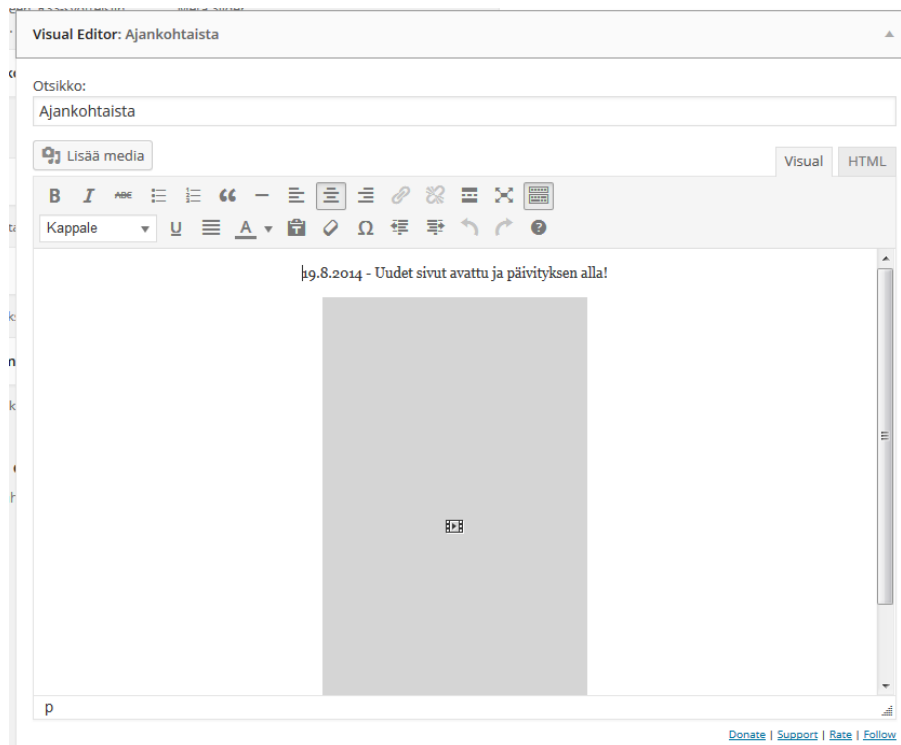 Visual Editor: Ajankohtaista
Otsikko:
Ajankohtaista
Lisää media
Visual HTML
B I ABC
Kappale U A Ω
19.8.2014 - Uudet sivut avattu ja päivityksen alla!
p
Donate | Support | Rate | Follow